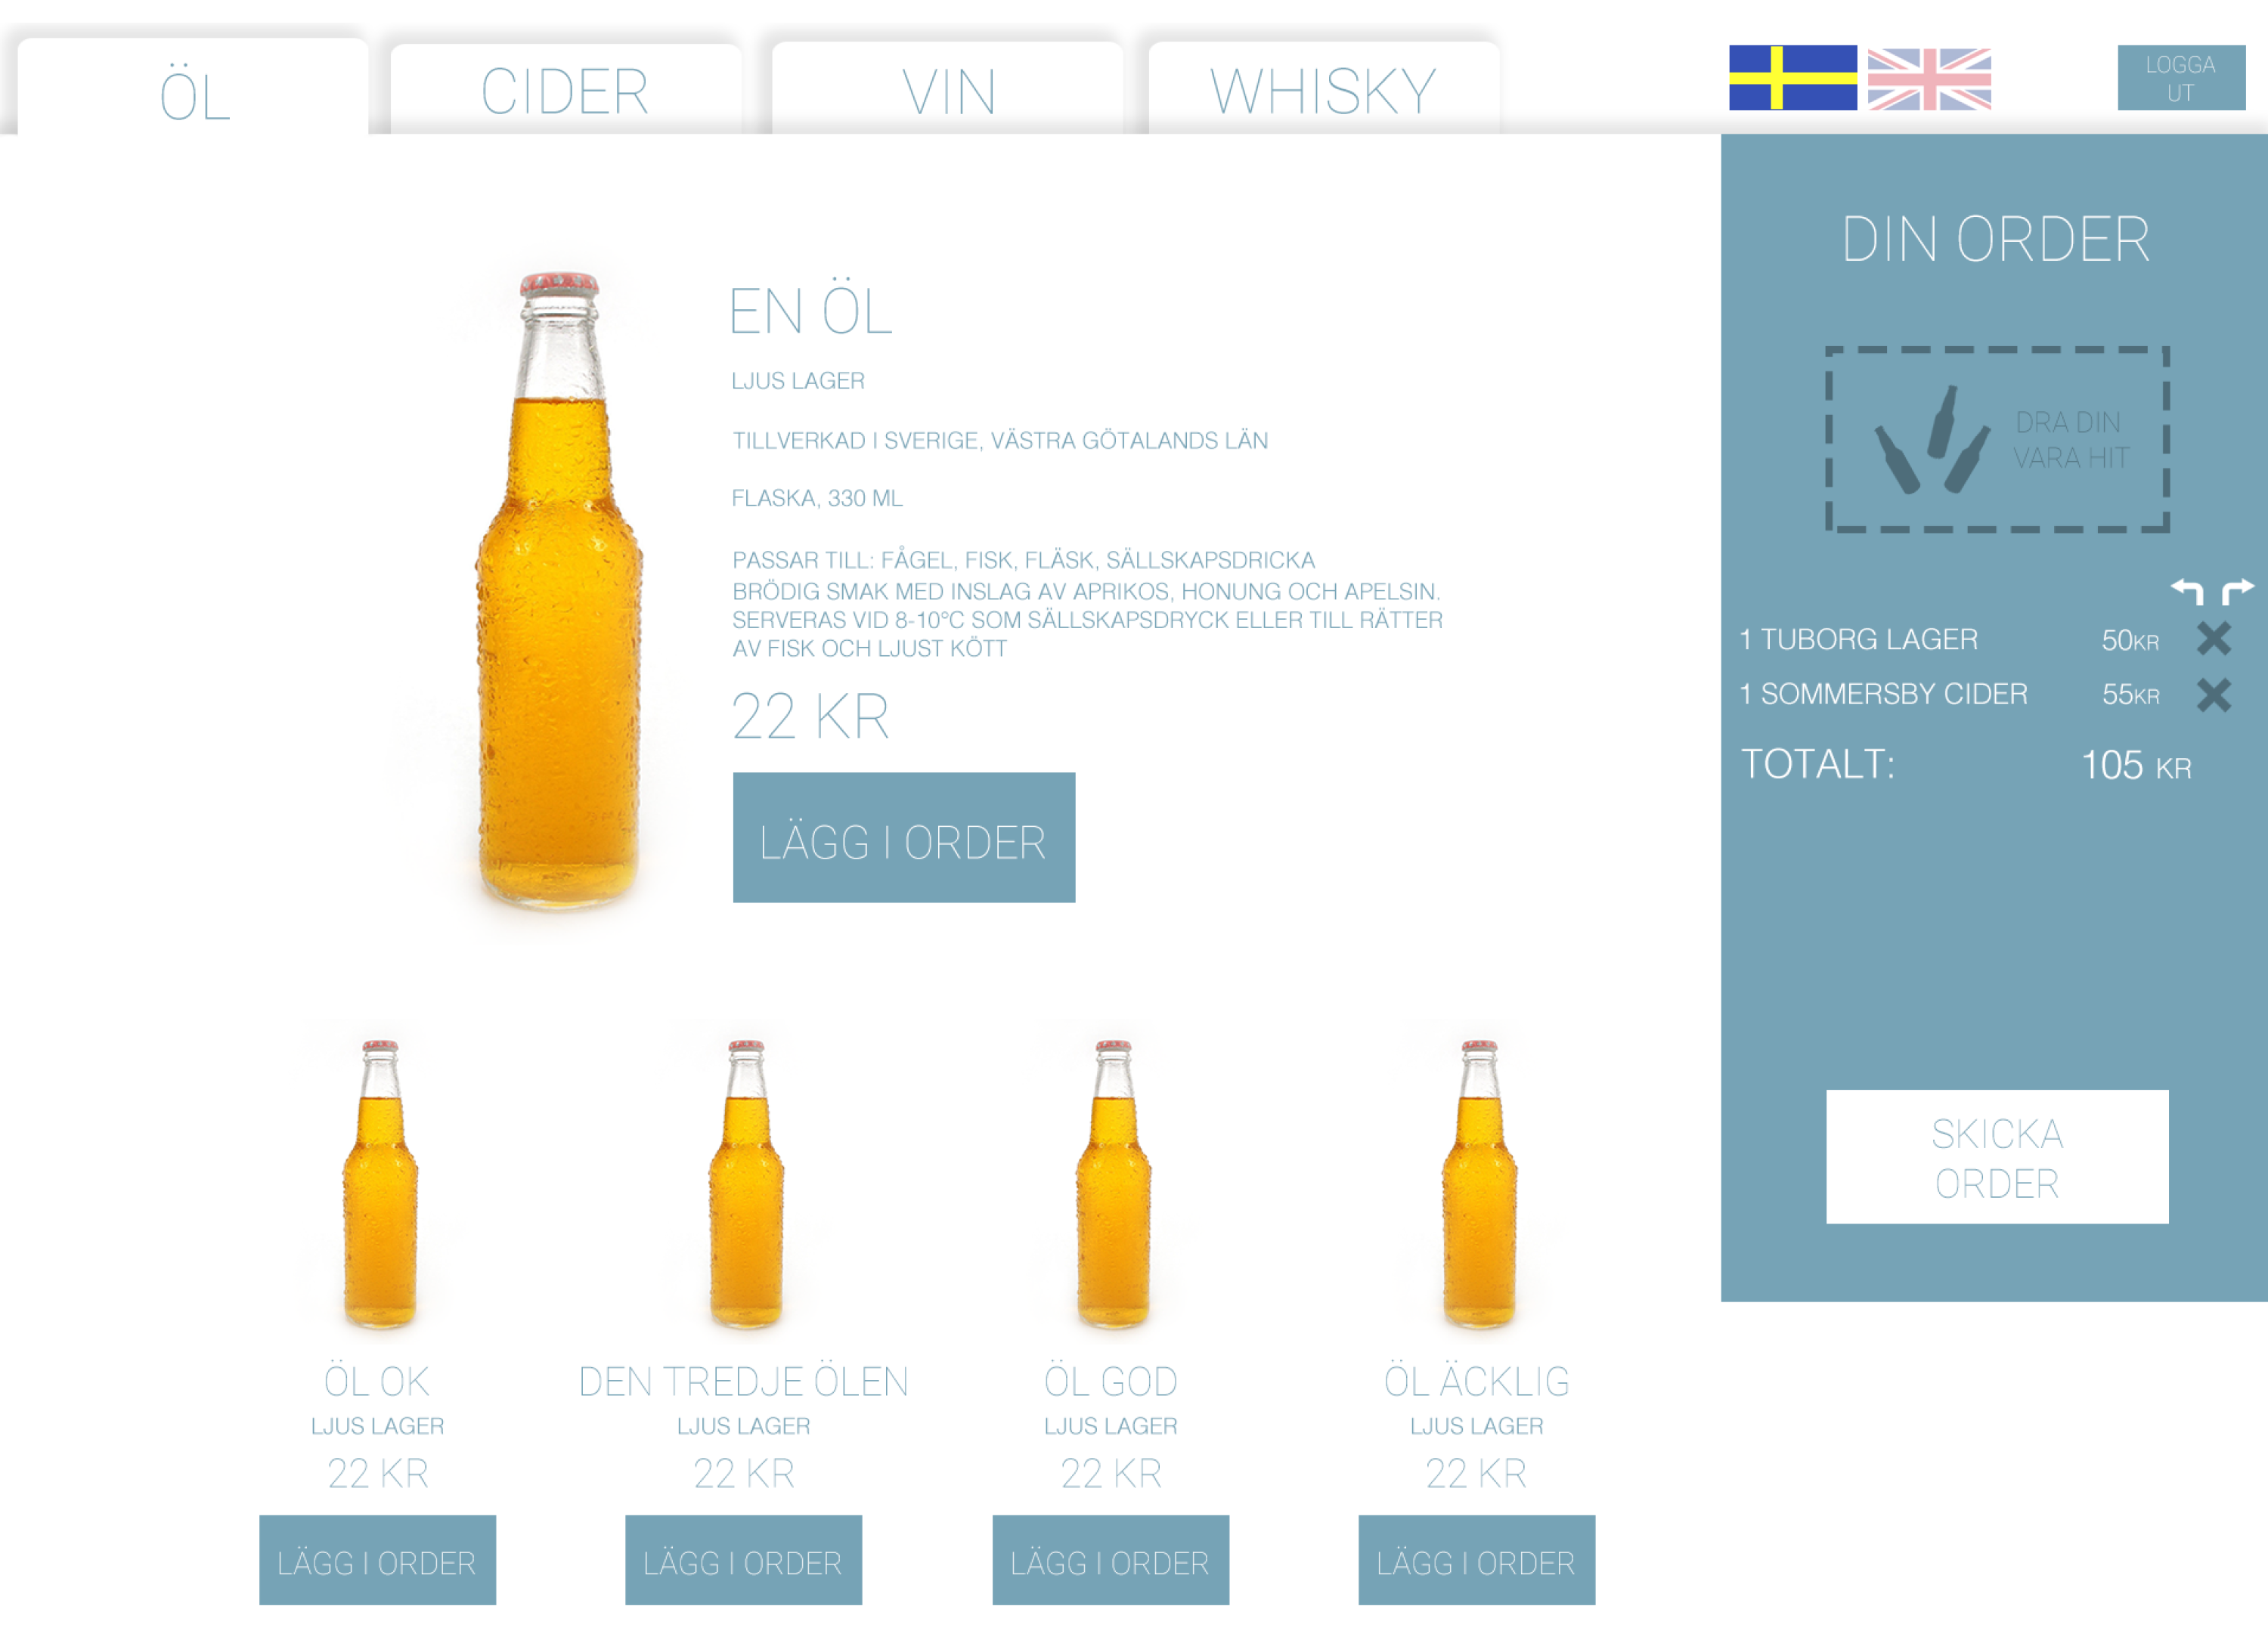 ÖL
CIDER
VIN
WHISKY
LOGGA
UT
EN ÖL
LJUS LAGER
TILLVERKAD I SVERIGE, VÄSTRA GÖTALANDS LÄN
FLASKA, 330 ML
PASSAR TILL: FÅGEL, FISK, FLÄSK, SÄLLSKAPSDRICKA
BRÖDIG SMAK MED INSLAG AV APRIKOS, HONUNG OCH APELSIN.
SERVERAS VID 8-10°C SOM SÄLLSKAPSDRYCK ELLER TILL RÄTTER
AV FISK OCH LJUST KÖTT
22 KR
LÄGG I ORDER
DIN ORDER
DRA DIN
VARA HIT
1 TUBORG LAGER 50KR
1 SOMMERSBY CIDER 55KR
TOTALT: 105 KR
SKICKA
ORDER
ÖL OK
LJUS LAGER
22 KR
LÄGG I ORDER
DEN TREDJE ÖLEN
LJUS LAGER
22 KR
LÄGG I ORDER
ÖL GOD
LJUS LAGER
22 KR
LÄGG I ORDER
ÖL ÄCKLIG
LJUS LAGER
22 KR
LÄGG I ORDER